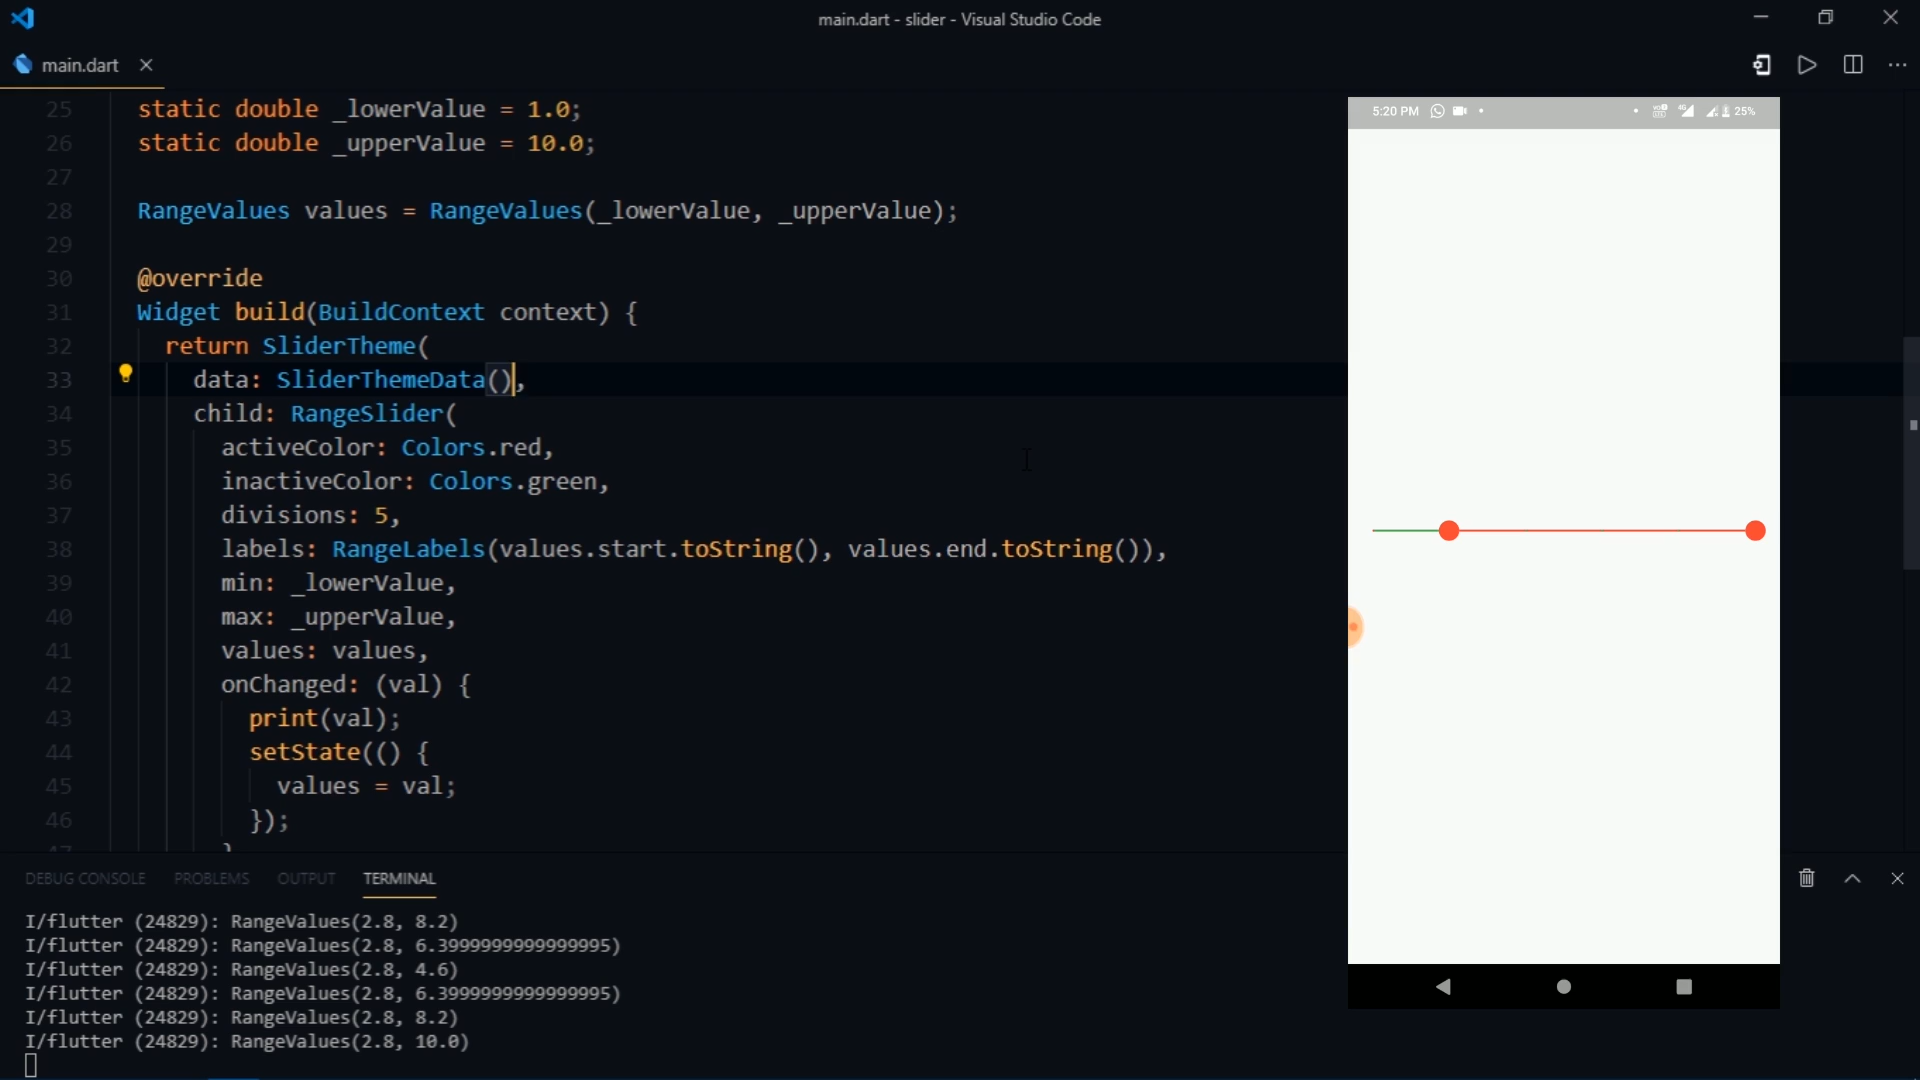 main.dart - slider - Visual Studio Code
main.dart
25 static double _lowerValue = 1.0;
26 static double _upperValue = 10.0;
27
28 RangeValues values = RangeValues(_lowerValue, _upperValue);
29
30 @override
31 Widget build(BuildContext context) {
32 return SliderTheme(
33 data: SliderThemeData(),
34 child: RangeSlider(
35 activeColor: Colors.red,
36 inactiveColor: Colors.green,
37 divisions: 5,
38 labels: RangeLabels(values.start.toString(), values.end.toString()),
39 min: _lowerValue,
40 max: _upperValue,
41 values: values,
42 onChanged: (val) {
43 print(val);
44 setState(() {
45 values = val;
46 });
5:20 PM
4G
25%
DEBUG CONSOLE PROBLEMS OUTPUT TERMINAL
I/flutter (24829): RangeValues(2.8, 8.2)
I/flutter (24829): RangeValues(2.8, 6.3999999999999995)
I/flutter (24829): RangeValues(2.8, 4.6)
I/flutter (24829): RangeValues(2.8, 6.3999999999999995)
I/flutter (24829): RangeValues(2.8, 8.2)
I/flutter (24829): RangeValues(2.8, 10.0)